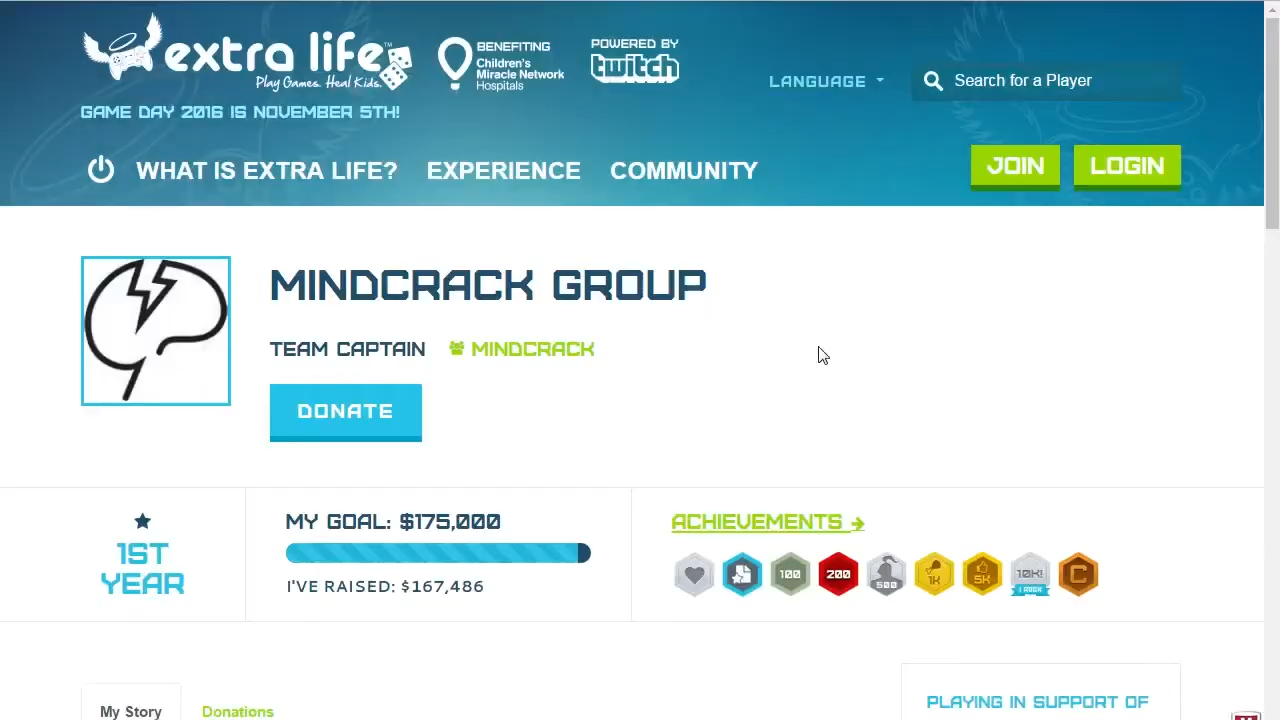 extra life™
Play Games. Heal Kids.
BENEFITING
Children's
Miracle Network
Hospitals
POWERED BY
twitch
LANGUAGE
Search for a Player
GAME DAY 2016 IS NOVEMBER 5TH!
WHAT IS EXTRA LIFE?
EXPERIENCE
COMMUNITY
JOIN
LOGIN
MINDCRACK GROUP
TEAM CAPTAIN
MINDCRACK
DONATE
1ST
YEAR
MY GOAL: $175,000
I'VE RAISED: $167,486
ACHIEVEMENTS
100
200
500
1K
5K
10K!
C
My Story
Donations
PLAYING IN SUPPORT OF